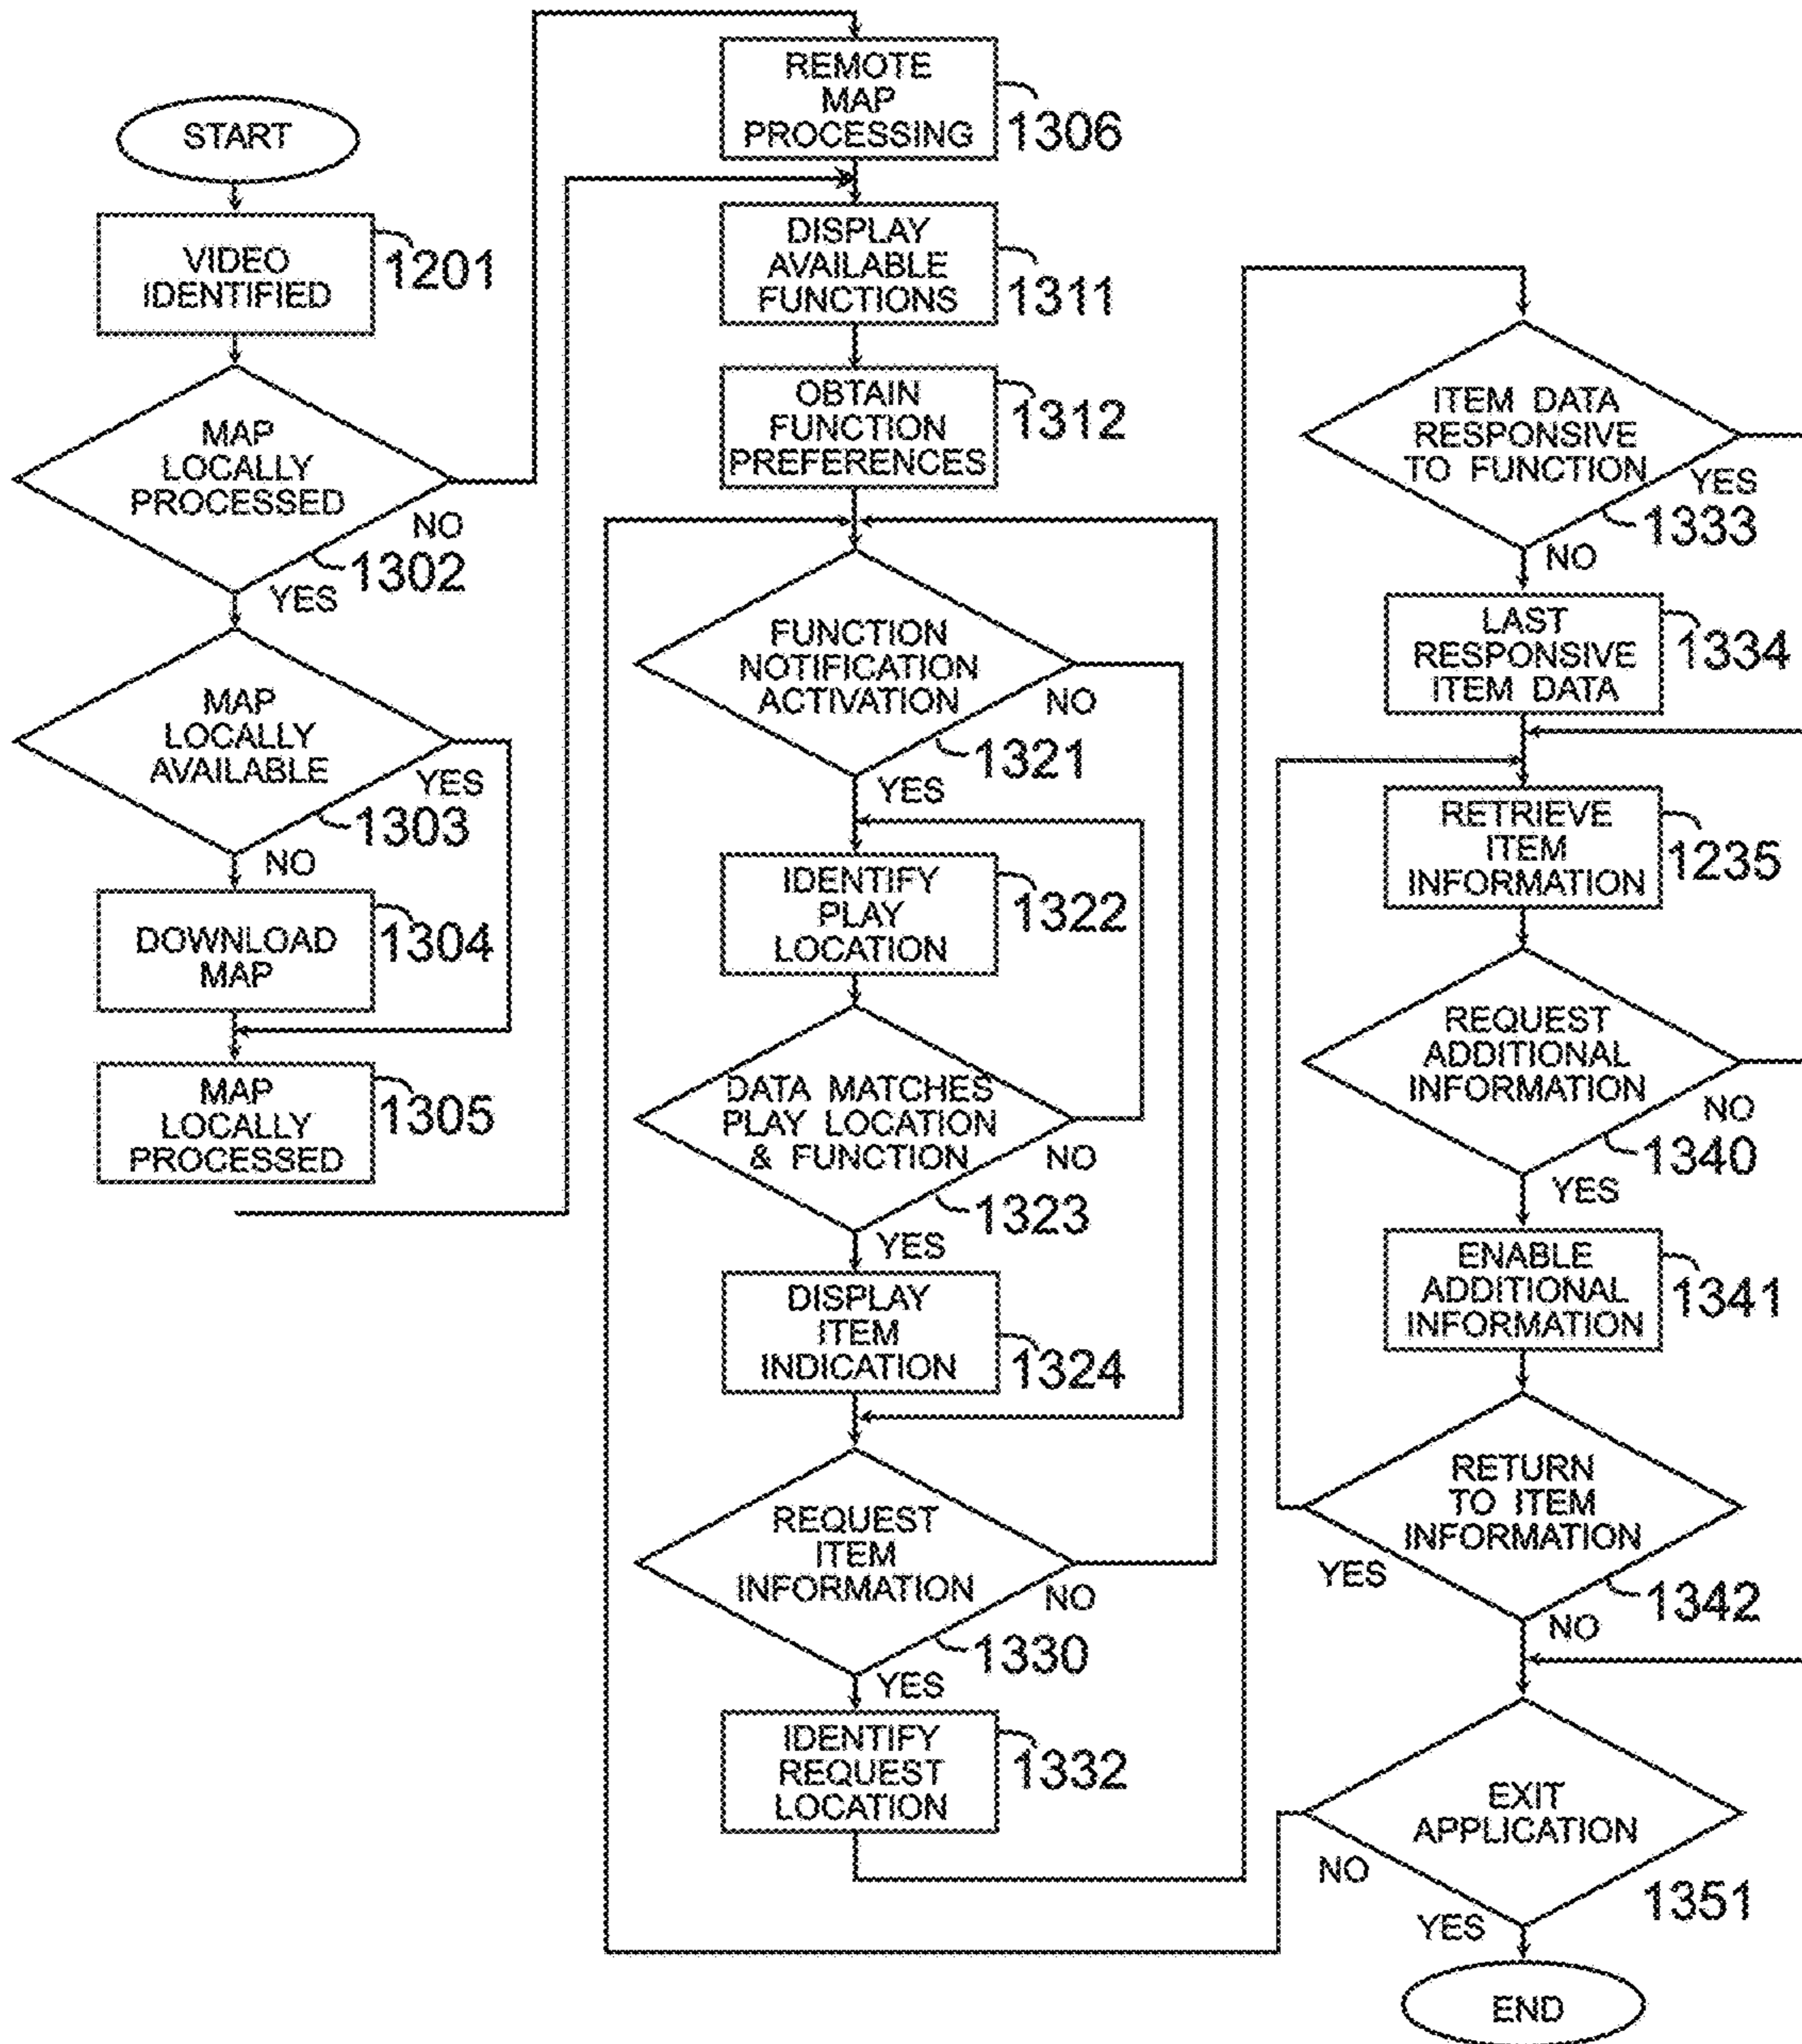 START
VIDEO
IDENTIFIED
1201
MAP
LOCALLY
PROCESSED
NO
1302
YES
MAP
LOCALLY
AVAILABLE
YES
1303
NO
DOWNLOAD
MAP
1304
MAP
LOCALLY
PROCESSED
1305
REMOTE
MAP
PROCESSING
1306
DISPLAY
AVAILABLE
FUNCTIONS
1311
OBTAIN
FUNCTION
PREFERENCES
1312
FUNCTION
NOTIFICATION
ACTIVATION
NO
1321
YES
IDENTIFY
PLAY
LOCATION
1322
DATA MATCHES
PLAY LOCATION
& FUNCTION
NO
1323
YES
DISPLAY
ITEM
INDICATION
1324
REQUEST
ITEM
INFORMATION
NO
1330
YES
IDENTIFY
REQUEST
LOCATION
1332
ITEM DATA
RESPONSIVE
TO FUNCTION
YES
1333
NO
LAST
RESPONSIVE
ITEM DATA
1334
RETRIEVE
ITEM
INFORMATION
1235
REQUEST
ADDITIONAL
INFORMATION
NO
1340
YES
ENABLE
ADDITIONAL
INFORMATION
1341
RETURN
TO ITEM
INFORMATION
YES
1342
NO
EXIT
APPLICATION
NO
1351
YES
END